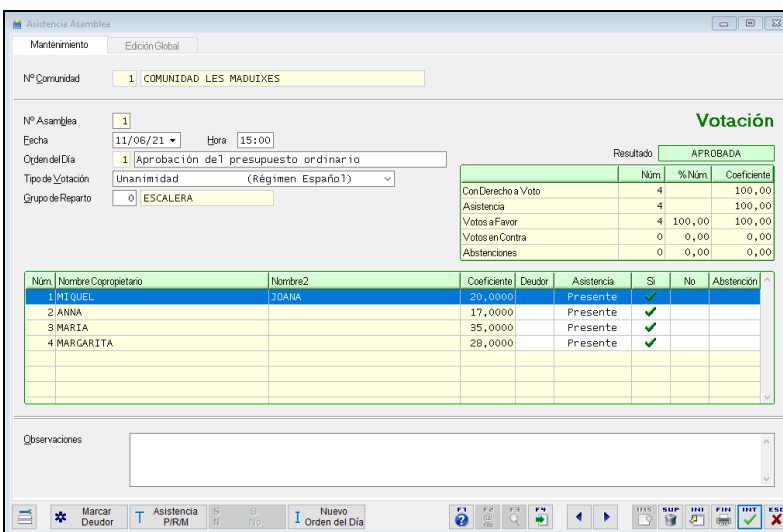 Asistencia Asamblea
Mantenimiento Edición Global
Nº Comunidad 1 COMUNIDAD LES MADUIXES
Nº Asamblea 1 Votación
Fecha 11/06/21 Hora 15:00
Resultado APROBADA
Orden del Día 1 Aprobación del presupuesto ordinario
Tipo de Votación Unanimidad (Régimen Español)
Grupo de Reparto 0 ESCALERA
Núm. % Núm. Coeficiente
Con Derecho a Voto 4 100,00
Asistencia 4 100,00
Votos a Favor 4 100,00 100,00
Votos en Contra 0 0,00 0,00
Abstenciones 0 0,00 0,00
Núm. Nombre Copropietario Nombre2 Coeficiente Deudor Asistencia Si No Abstención
1 MIQUEL JOANA 20,0000 Presente
2 ANNA 17,0000 Presente
3 MARIA 35,0000 Presente
4 MARGARITA 28,0000 Presente
Observaciones
Marcar Deudor
T Asistencia P/R/M
S N Si No
I Nuevo Orden del Día
F1 F2 F3 F4 INS SUP INI FIN INT